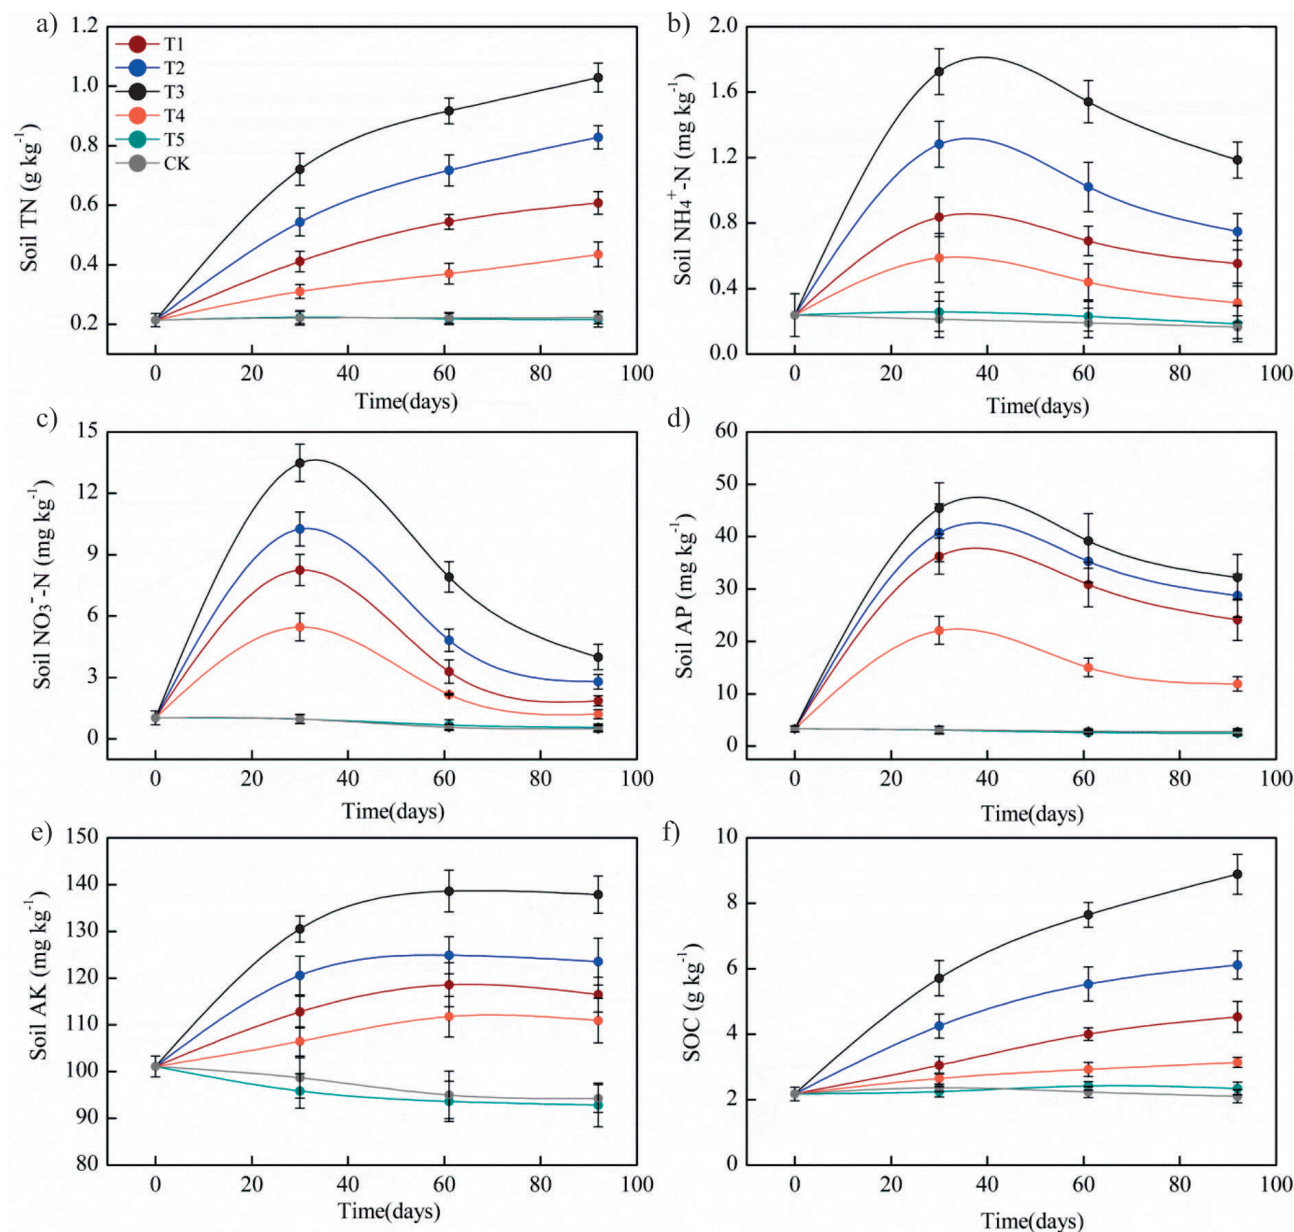 a)
1.2
1.0
0.8
0.6
0.4
0.2
Soil TN (g kg⁻¹)
T1
T2
T3
T4
T5
CK
0 20 40 60 80 100
Time(days)
b)
2.0
1.6
1.2
0.8
0.4
0.0
Soil NH₄⁺-N (mg kg⁻¹)
0 20 40 60 80 100
Time(days)
c)
15
12
9
6
3
0
Soil NO₃⁻-N (mg kg⁻¹)
0 20 40 60 80 100
Time(days)
d)
60
50
40
30
20
10
0
Soil AP (mg kg⁻¹)
0 20 40 60 80 100
Time(days)
e)
150
140
130
120
110
100
90
80
Soil AK (mg kg⁻¹)
0 20 40 60 80 100
Time(days)
f)
10
8
6
4
2
0
SOC (g kg⁻¹)
0 20 40 60 80 100
Time(days)